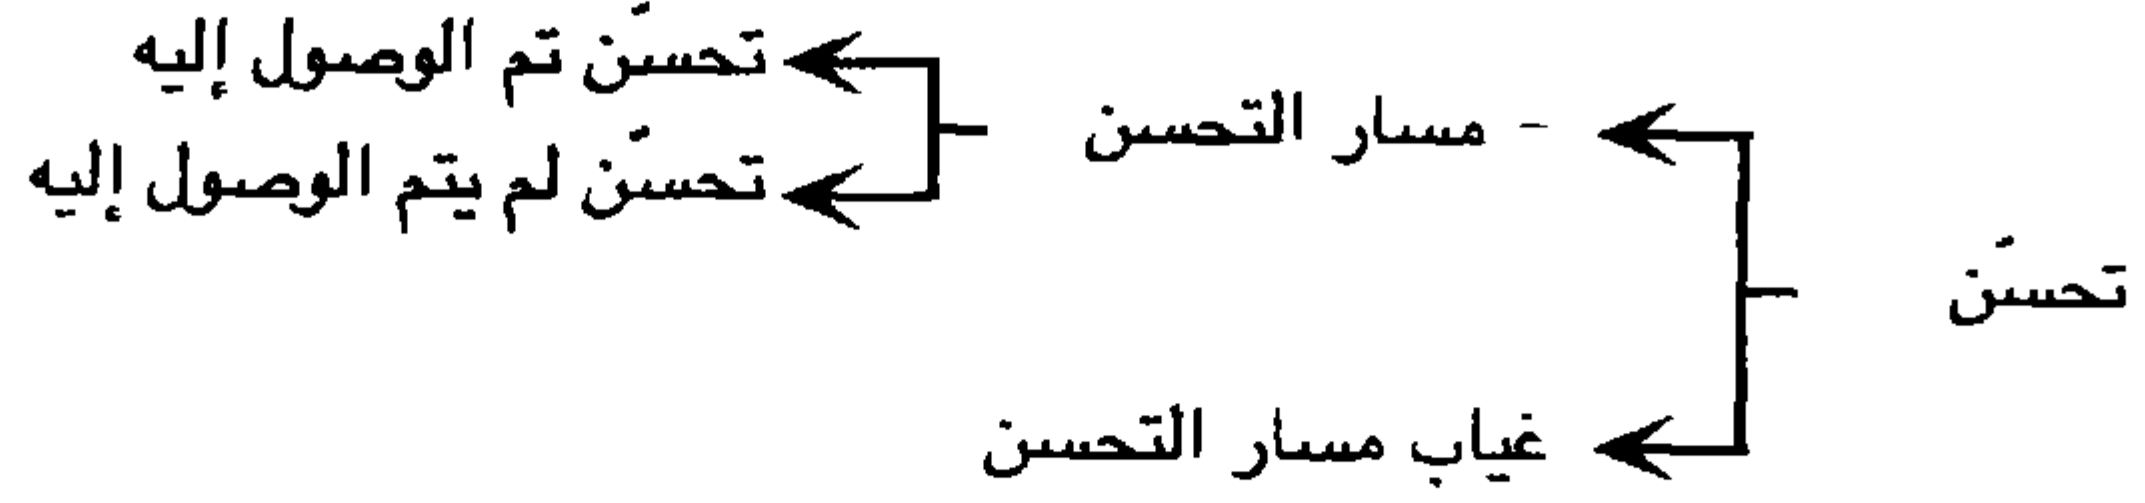 تحسَن تم الوصول إليه
- مسار التحسن
تحسَن لم يتم الوصول إليه
تحسَن
غياب مسار التحسن